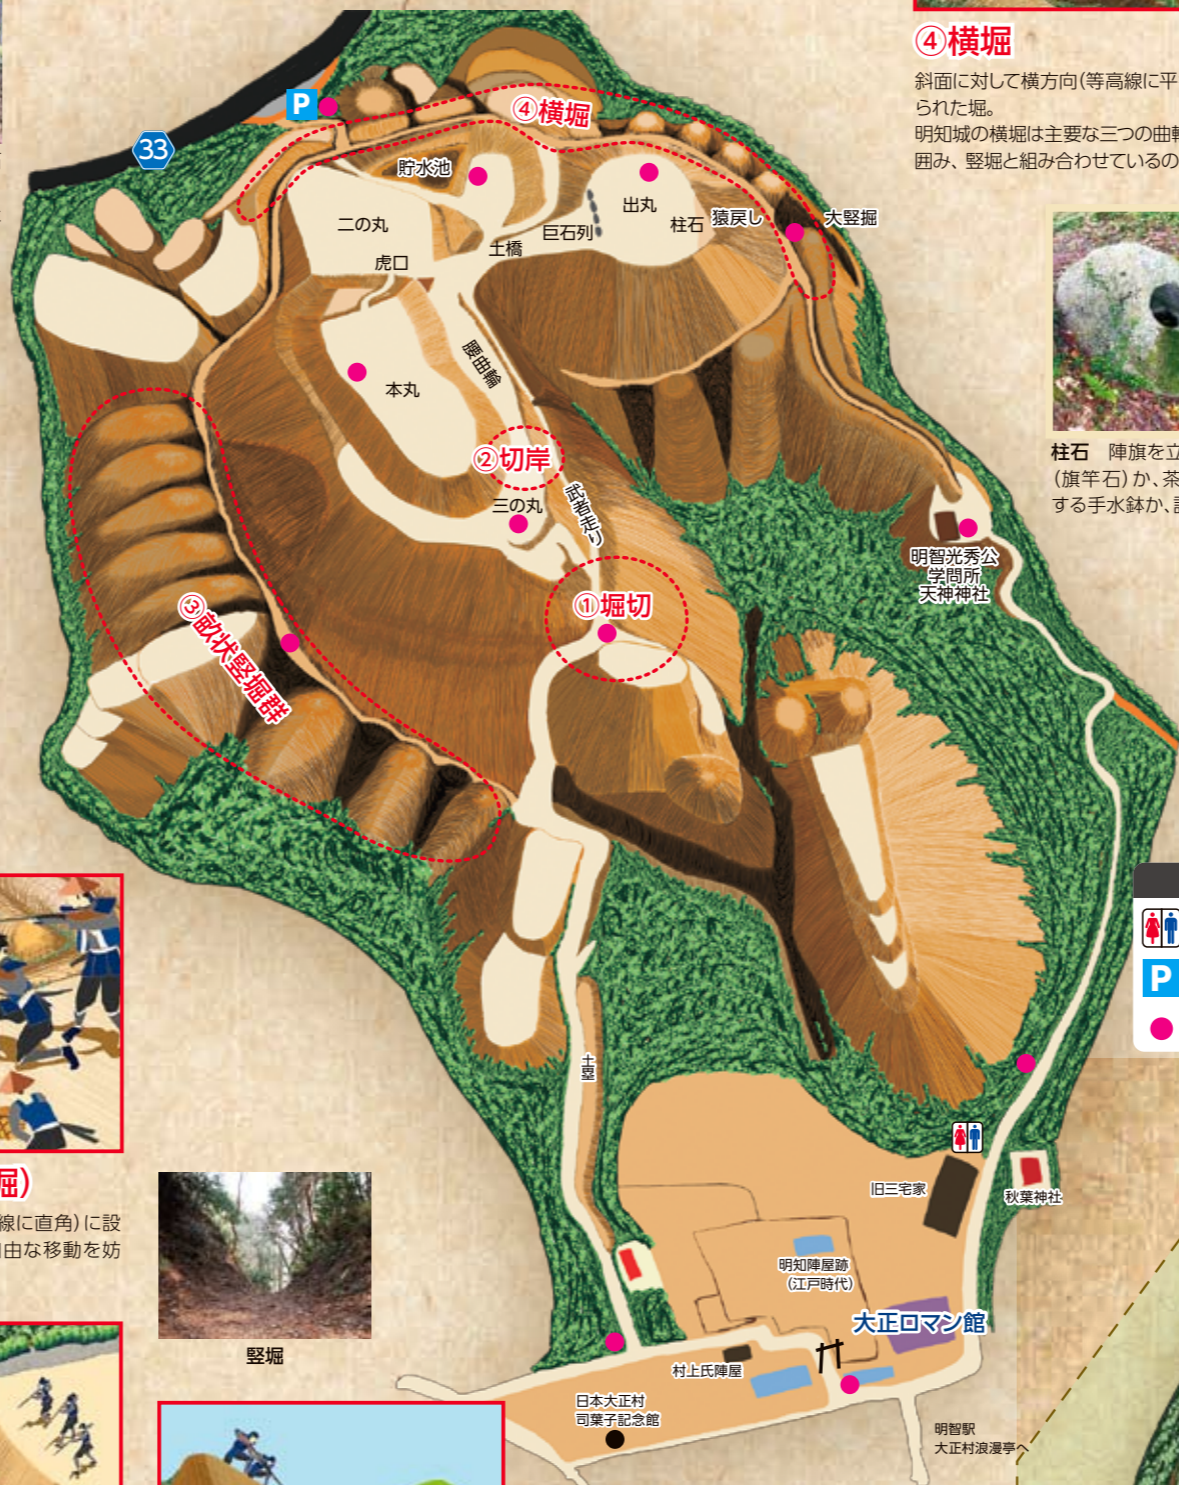 ④横堀
斜面に対して横方向(等高線に平
られた堀。
明知城の横堀は主要な三つの曲輪
囲み、竪堀と組み合わせているの
P
33
④横堀
貯水池
出丸
柱石
猿戻し
大竪掘
二の丸
虎口
土橋
巨石列
腰曲輪
本丸
②切岸
三の丸
武者走り
①堀切
③畝状竪堀群
柱石 陣旗を立
(旗竿石)か、茶
する手水鉢か、
明智光秀公
学問所
天神神社
P
土塁
堀)
線に直角)に設
由な移動を妨
竪堀
旧三宅家
秋葉神社
明知陣屋跡
(江戸時代)
大正ロマン館
村上氏陣屋
日本大正村
司葉子記念館
明智駅
大正村浪漫亭へ